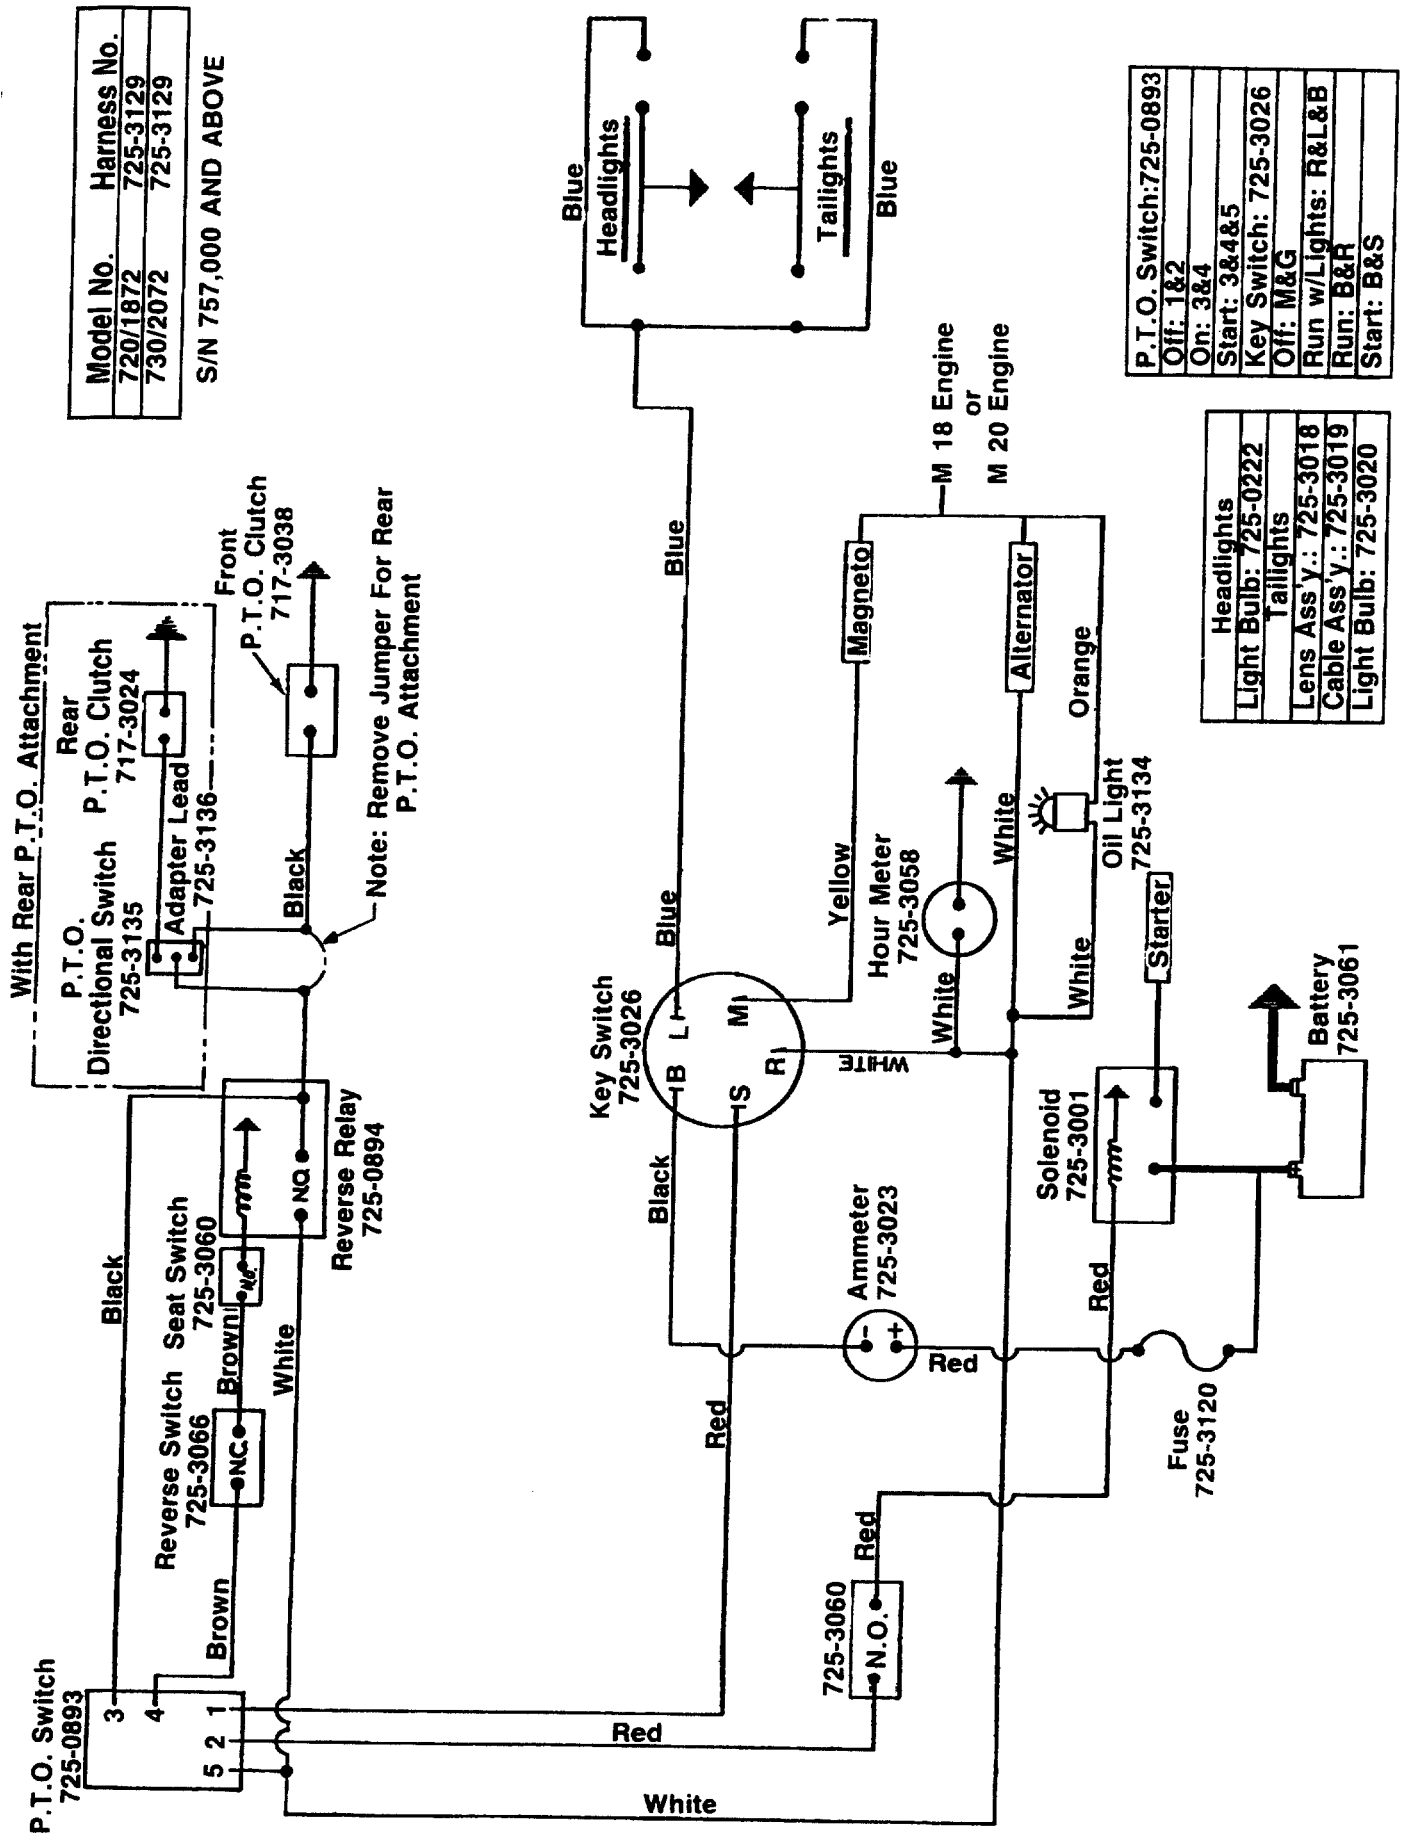 Model No. Harness No.
720/1872 725-3129
730/2072 725-3129
S/N 757,000 AND ABOVE
With Rear P.T.O. Attachment
P.T.O.
Directional Switch
725-3135
Rear
P.T.O. Clutch
717-3024
Adapter Lead
725-3136
Front
P.T.O. Clutch
717-3038
Black
Note: Remove Jumper For Rear
P.T.O. Attachment
P.T.O. Switch
725-0893
3
4
1
2
5
Black
Brown
Reverse Switch
725-3066
N.C.
Brown
Seat Switch
725-3060
N.O.
White
N.O.
Reverse Relay
725-0894
Blue
Headlights
Tailights
Blue
Blue
Blue
Key Switch
725-3026
B
L
S
M
R
Black
Red
Yellow
WHITE
Magneto
M 18 Engine
or
M 20 Engine
Alternator
Hour Meter
725-3058
White
White
Orange
Oil Light
725-3134
White
Ammeter
725-3023
-
+
Red
Solenoid
725-3001
Starter
Red
Battery
725-3061
Fuse
725-3120
725-3060
N.O.
Red
Red
White
Headlights
Light Bulb: 725-0222
Tailights
Lens Ass'y.: 725-3018
Cable Ass'y.: 725-3019
Light Bulb: 725-3020
P.T.O. Switch:725-0893
Off: 1&2
On: 3&4
Start: 3&4&5
Key Switch: 725-3026
Off: M&G
Run w/Lights: R&L&B
Run: B&R
Start: B&S